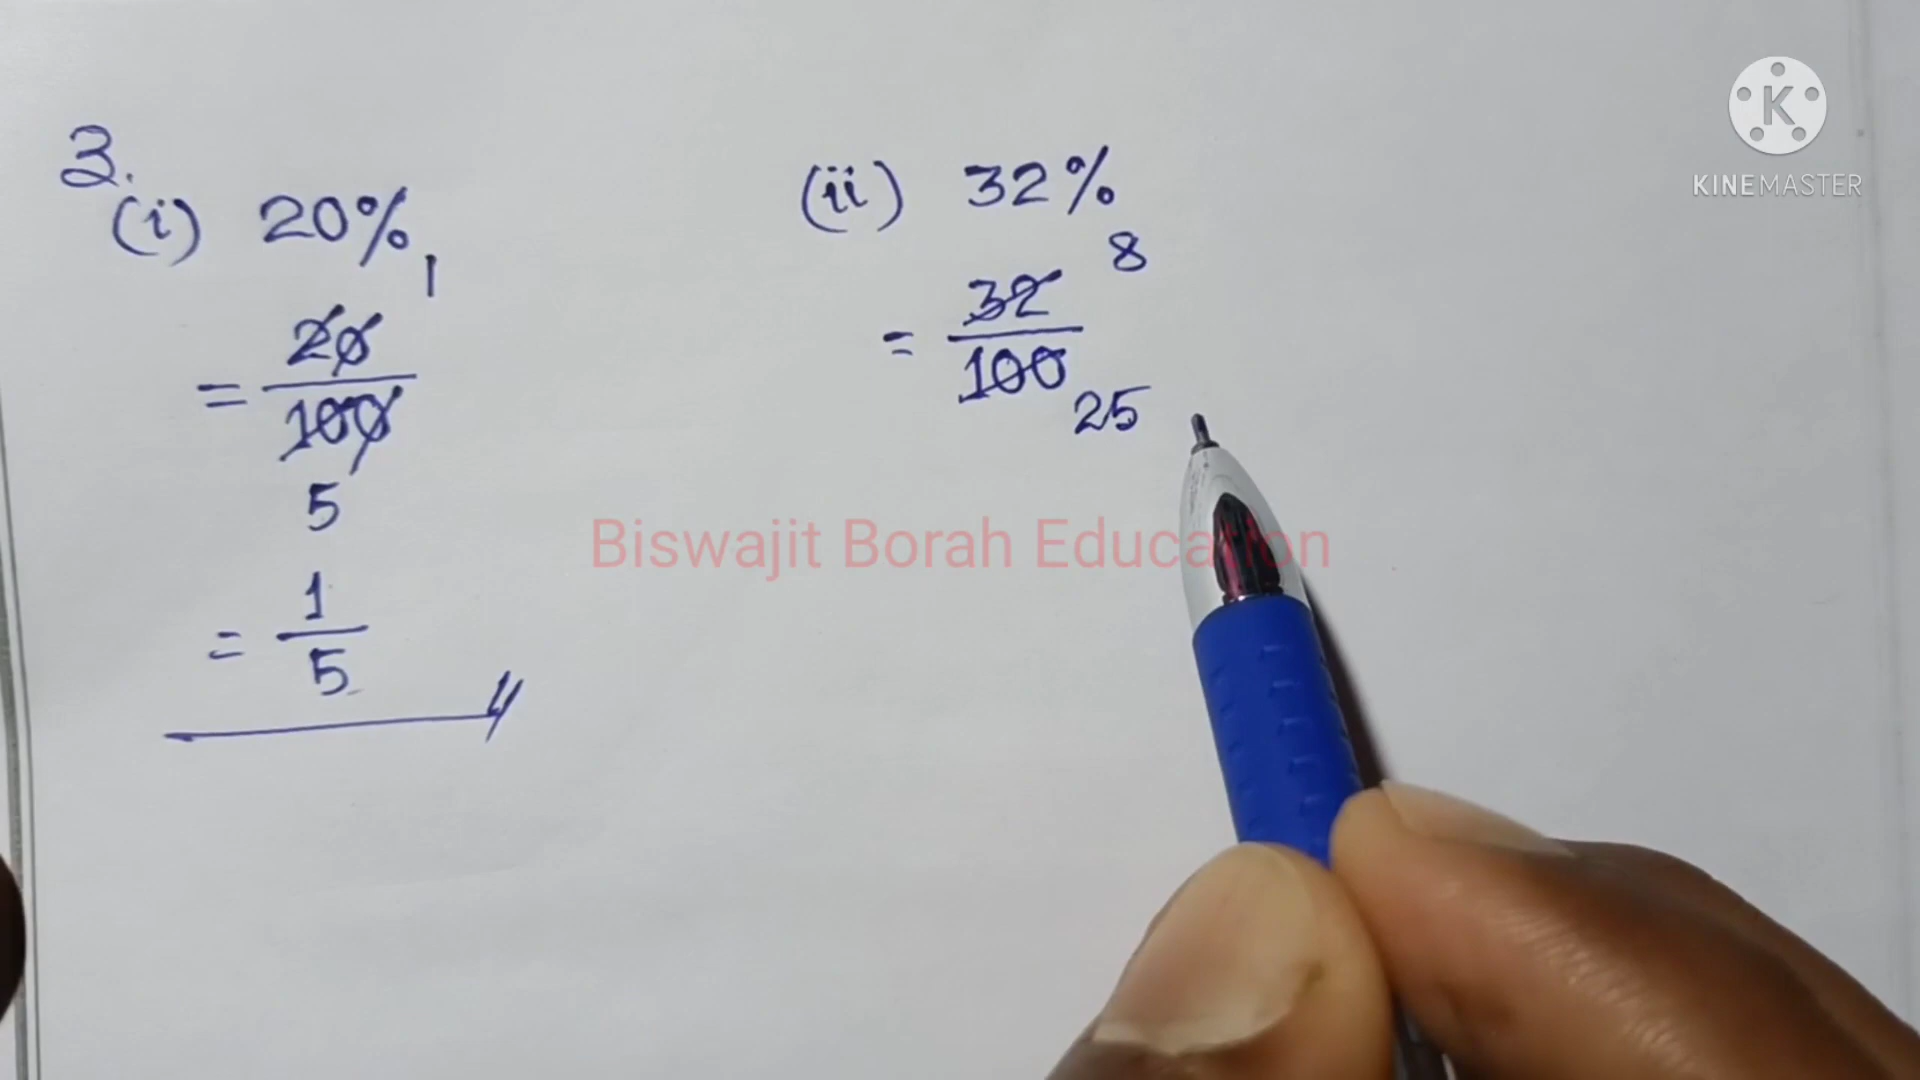 3.
(i) 20%
= 20/100
1
5
= 1/5
(ii) 32%
= 32/100
8
25
Biswajit Borah Education
K
KINEMASTER